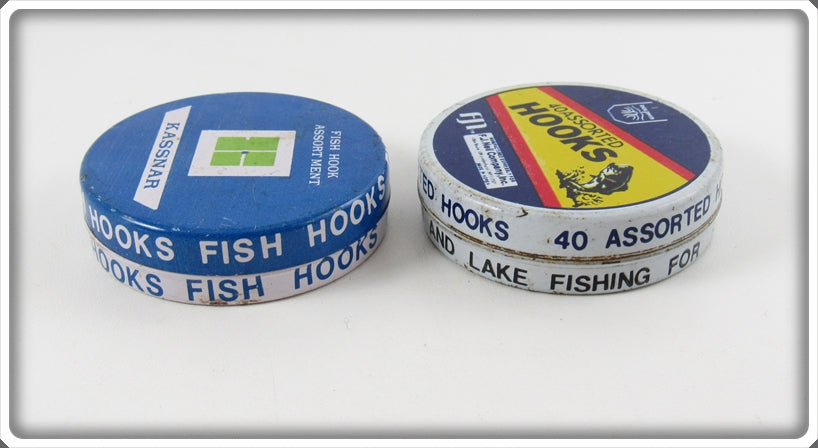 KASSNAR
FISH HOOK
ASSORTMENT
HOOKS FISH HOOKS
HOOKS FISH HOOKS
40 ASSORTED
HOOKS
HOOKS 40 ASSORTED
AND LAKE FISHING FOR